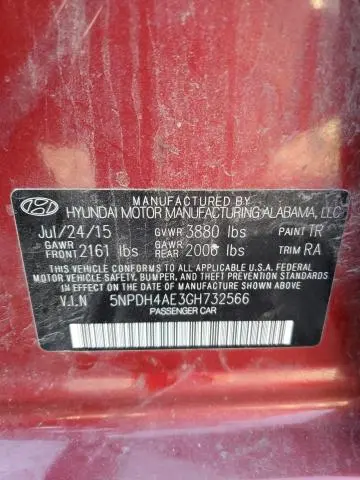 MANUFACTURED BY
HYUNDAI MOTOR MANUFACTURING ALABAMA, LLC
Jul/24/15 GVWR 3880 lbs PAINT TR
GAWR FRONT 2161 lbs GAWR REAR 2006 lbs TRIM RA
THIS VEHICLE CONFORMS TO ALL APPLICABLE U.S.A FEDERAL
MOTOR VEHICLE SAFETY, BUMPER, AND THEFT PREVENTION
STANDARDS IN EFFECT ON THE DATE OF MANUFACTURE SHOWN ABOVE.
V.I.N 5NPDH4AE3GH732566
PASSENGER CAR